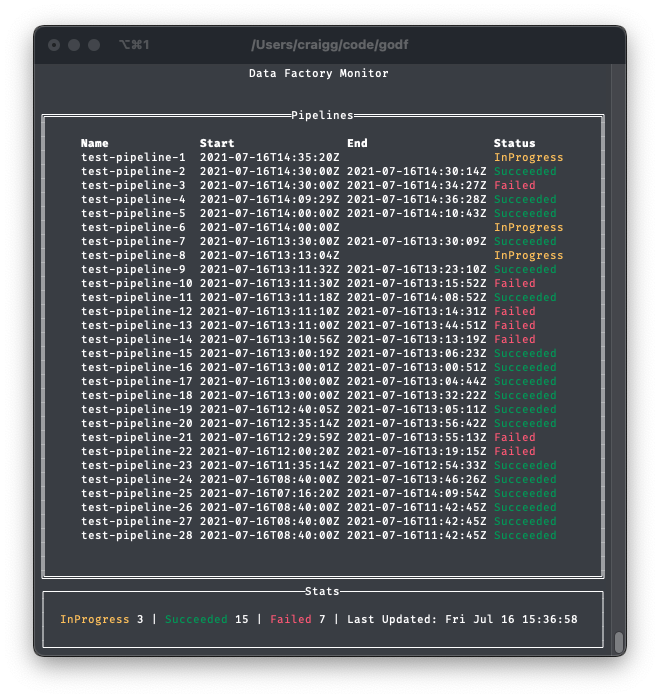 ⌥⌘1 /Users/craigg/code/godf
Data Factory Monitor
Pipelines
Name Start End Status
test-pipeline-1 2021-07-16T14:35:20Z InProgress
test-pipeline-2 2021-07-16T14:30:00Z 2021-07-16T14:30:14Z Succeeded
test-pipeline-3 2021-07-16T14:30:00Z 2021-07-16T14:34:27Z Failed
test-pipeline-4 2021-07-16T14:09:29Z 2021-07-16T14:36:28Z Succeeded
test-pipeline-5 2021-07-16T14:00:00Z 2021-07-16T14:10:43Z Succeeded
test-pipeline-6 2021-07-16T14:00:00Z InProgress
test-pipeline-7 2021-07-16T13:30:00Z 2021-07-16T13:30:09Z Succeeded
test-pipeline-8 2021-07-16T13:13:04Z InProgress
test-pipeline-9 2021-07-16T13:11:32Z 2021-07-16T13:23:10Z Succeeded
test-pipeline-10 2021-07-16T13:11:30Z 2021-07-16T13:15:52Z Failed
test-pipeline-11 2021-07-16T13:11:18Z 2021-07-16T14:08:52Z Succeeded
test-pipeline-12 2021-07-16T13:11:10Z 2021-07-16T13:14:31Z Failed
test-pipeline-13 2021-07-16T13:11:00Z 2021-07-16T13:44:51Z Failed
test-pipeline-14 2021-07-16T13:10:56Z 2021-07-16T13:13:19Z Failed
test-pipeline-15 2021-07-16T13:00:19Z 2021-07-16T13:06:23Z Succeeded
test-pipeline-16 2021-07-16T13:00:01Z 2021-07-16T13:00:51Z Succeeded
test-pipeline-17 2021-07-16T13:00:00Z 2021-07-16T13:04:44Z Succeeded
test-pipeline-18 2021-07-16T13:00:00Z 2021-07-16T13:32:22Z Succeeded
test-pipeline-19 2021-07-16T12:40:05Z 2021-07-16T13:05:11Z Succeeded
test-pipeline-20 2021-07-16T12:35:14Z 2021-07-16T13:56:42Z Succeeded
test-pipeline-21 2021-07-16T12:29:59Z 2021-07-16T13:55:13Z Failed
test-pipeline-22 2021-07-16T12:00:20Z 2021-07-16T13:19:15Z Failed
test-pipeline-23 2021-07-16T11:35:14Z 2021-07-16T12:54:33Z Succeeded
test-pipeline-24 2021-07-16T08:40:00Z 2021-07-16T13:46:26Z Succeeded
test-pipeline-25 2021-07-16T07:16:20Z 2021-07-16T14:09:54Z Succeeded
test-pipeline-26 2021-07-16T08:40:00Z 2021-07-16T11:42:45Z Succeeded
test-pipeline-27 2021-07-16T08:40:00Z 2021-07-16T11:42:45Z Succeeded
test-pipeline-28 2021-07-16T08:40:00Z 2021-07-16T11:42:45Z Succeeded
Stats
InProgress 3 | Succeeded 15 | Failed 7 | Last Updated: Fri Jul 16 15:36:58